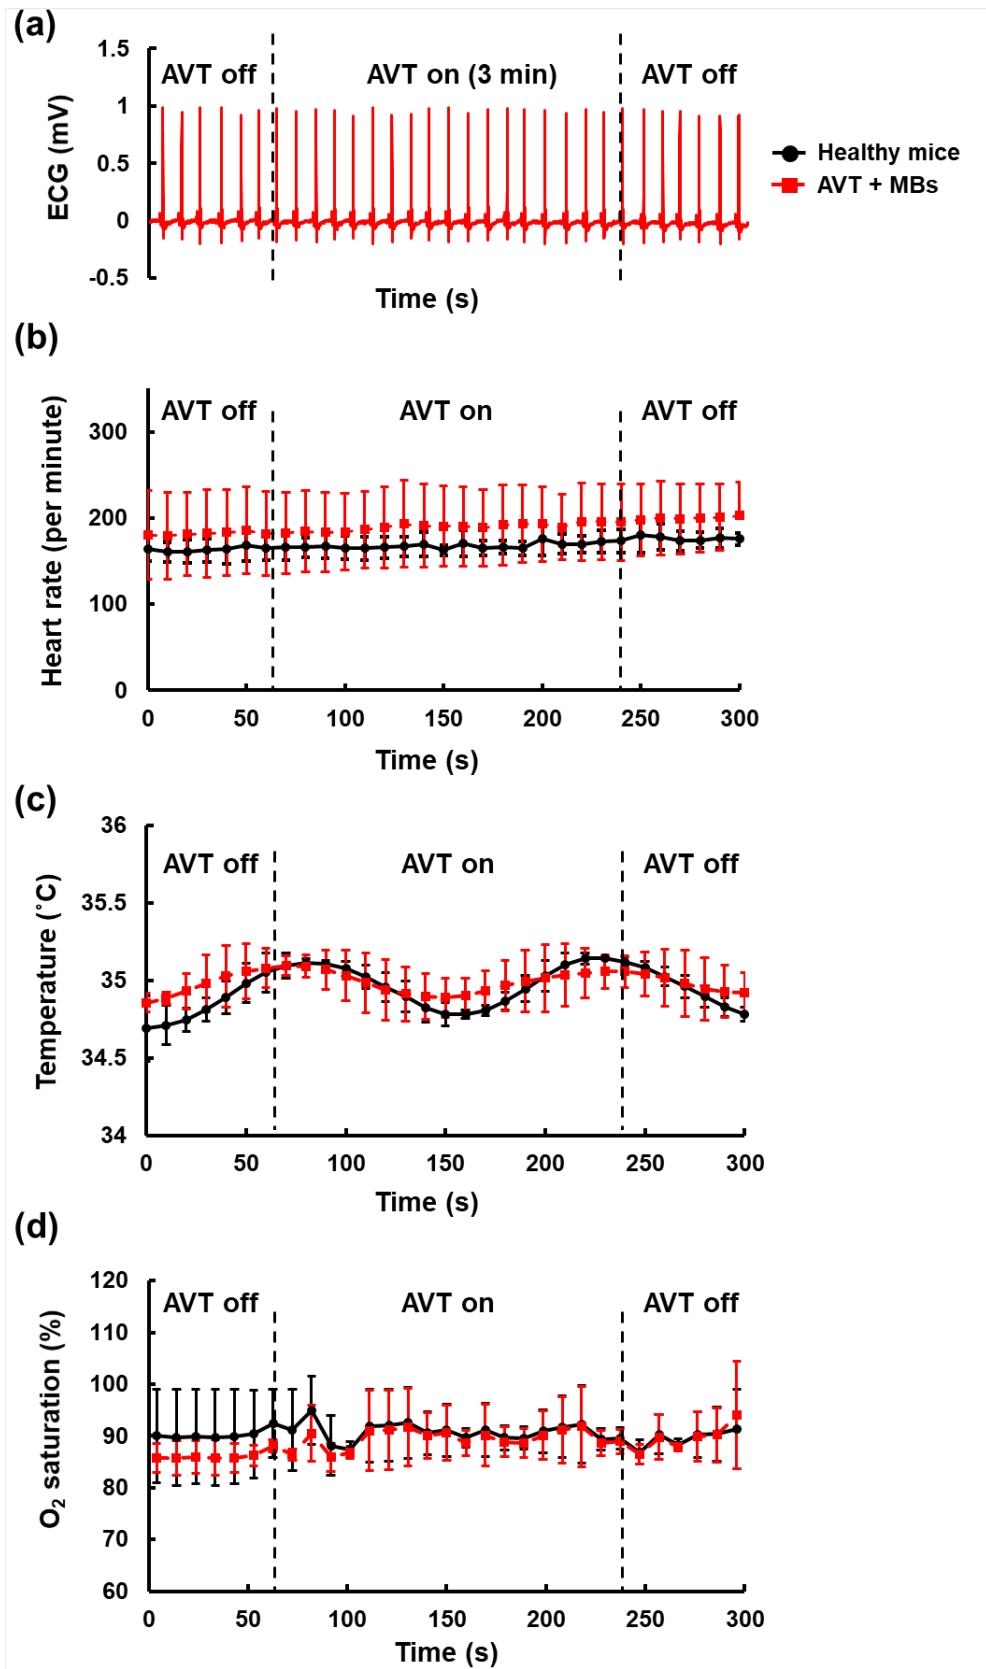 (a)
1.5
1
0.5
0
-0.5
ECG (mV)
AVT off
AVT on (3 min)
AVT off
Healthy mice
AVT + MBs
Time (s)
(b)
300
200
100
0
Heart rate (per minute)
AVT off
AVT on
AVT off
0 50 100 150 200 250 300
Time (s)
(c)
36
35.5
35
34.5
34
Temperature (˚C)
AVT off
AVT on
AVT off
0 50 100 150 200 250 300
Time (s)
(d)
120
110
100
90
80
70
60
O₂ saturation (%)
AVT off
AVT on
AVT off
0 50 100 150 200 250 300
Time (s)